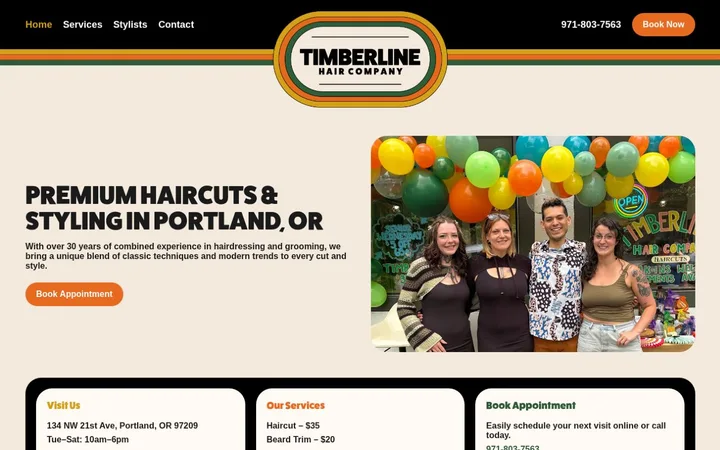 Home Services Stylists Contact
TIMBERLINE
HAIR COMPANY
971-803-7563
Book Now
PREMIUM HAIRCUTS &
STYLING IN PORTLAND, OR
With over 30 years of combined experience in hairdressing and grooming, we
bring a unique blend of classic techniques and modern trends to every cut and
style.
Book Appointment
OPEN
TIMBERLIN
HAIR COMP
HAIRCUTS
Visit Us
134 NW 21st Ave, Portland, OR 97209
Tue–Sat: 10am–6pm
Our Services
Haircut – $35
Beard Trim – $20
Book Appointment
Easily schedule your next visit online or call
today.
971-803-7563